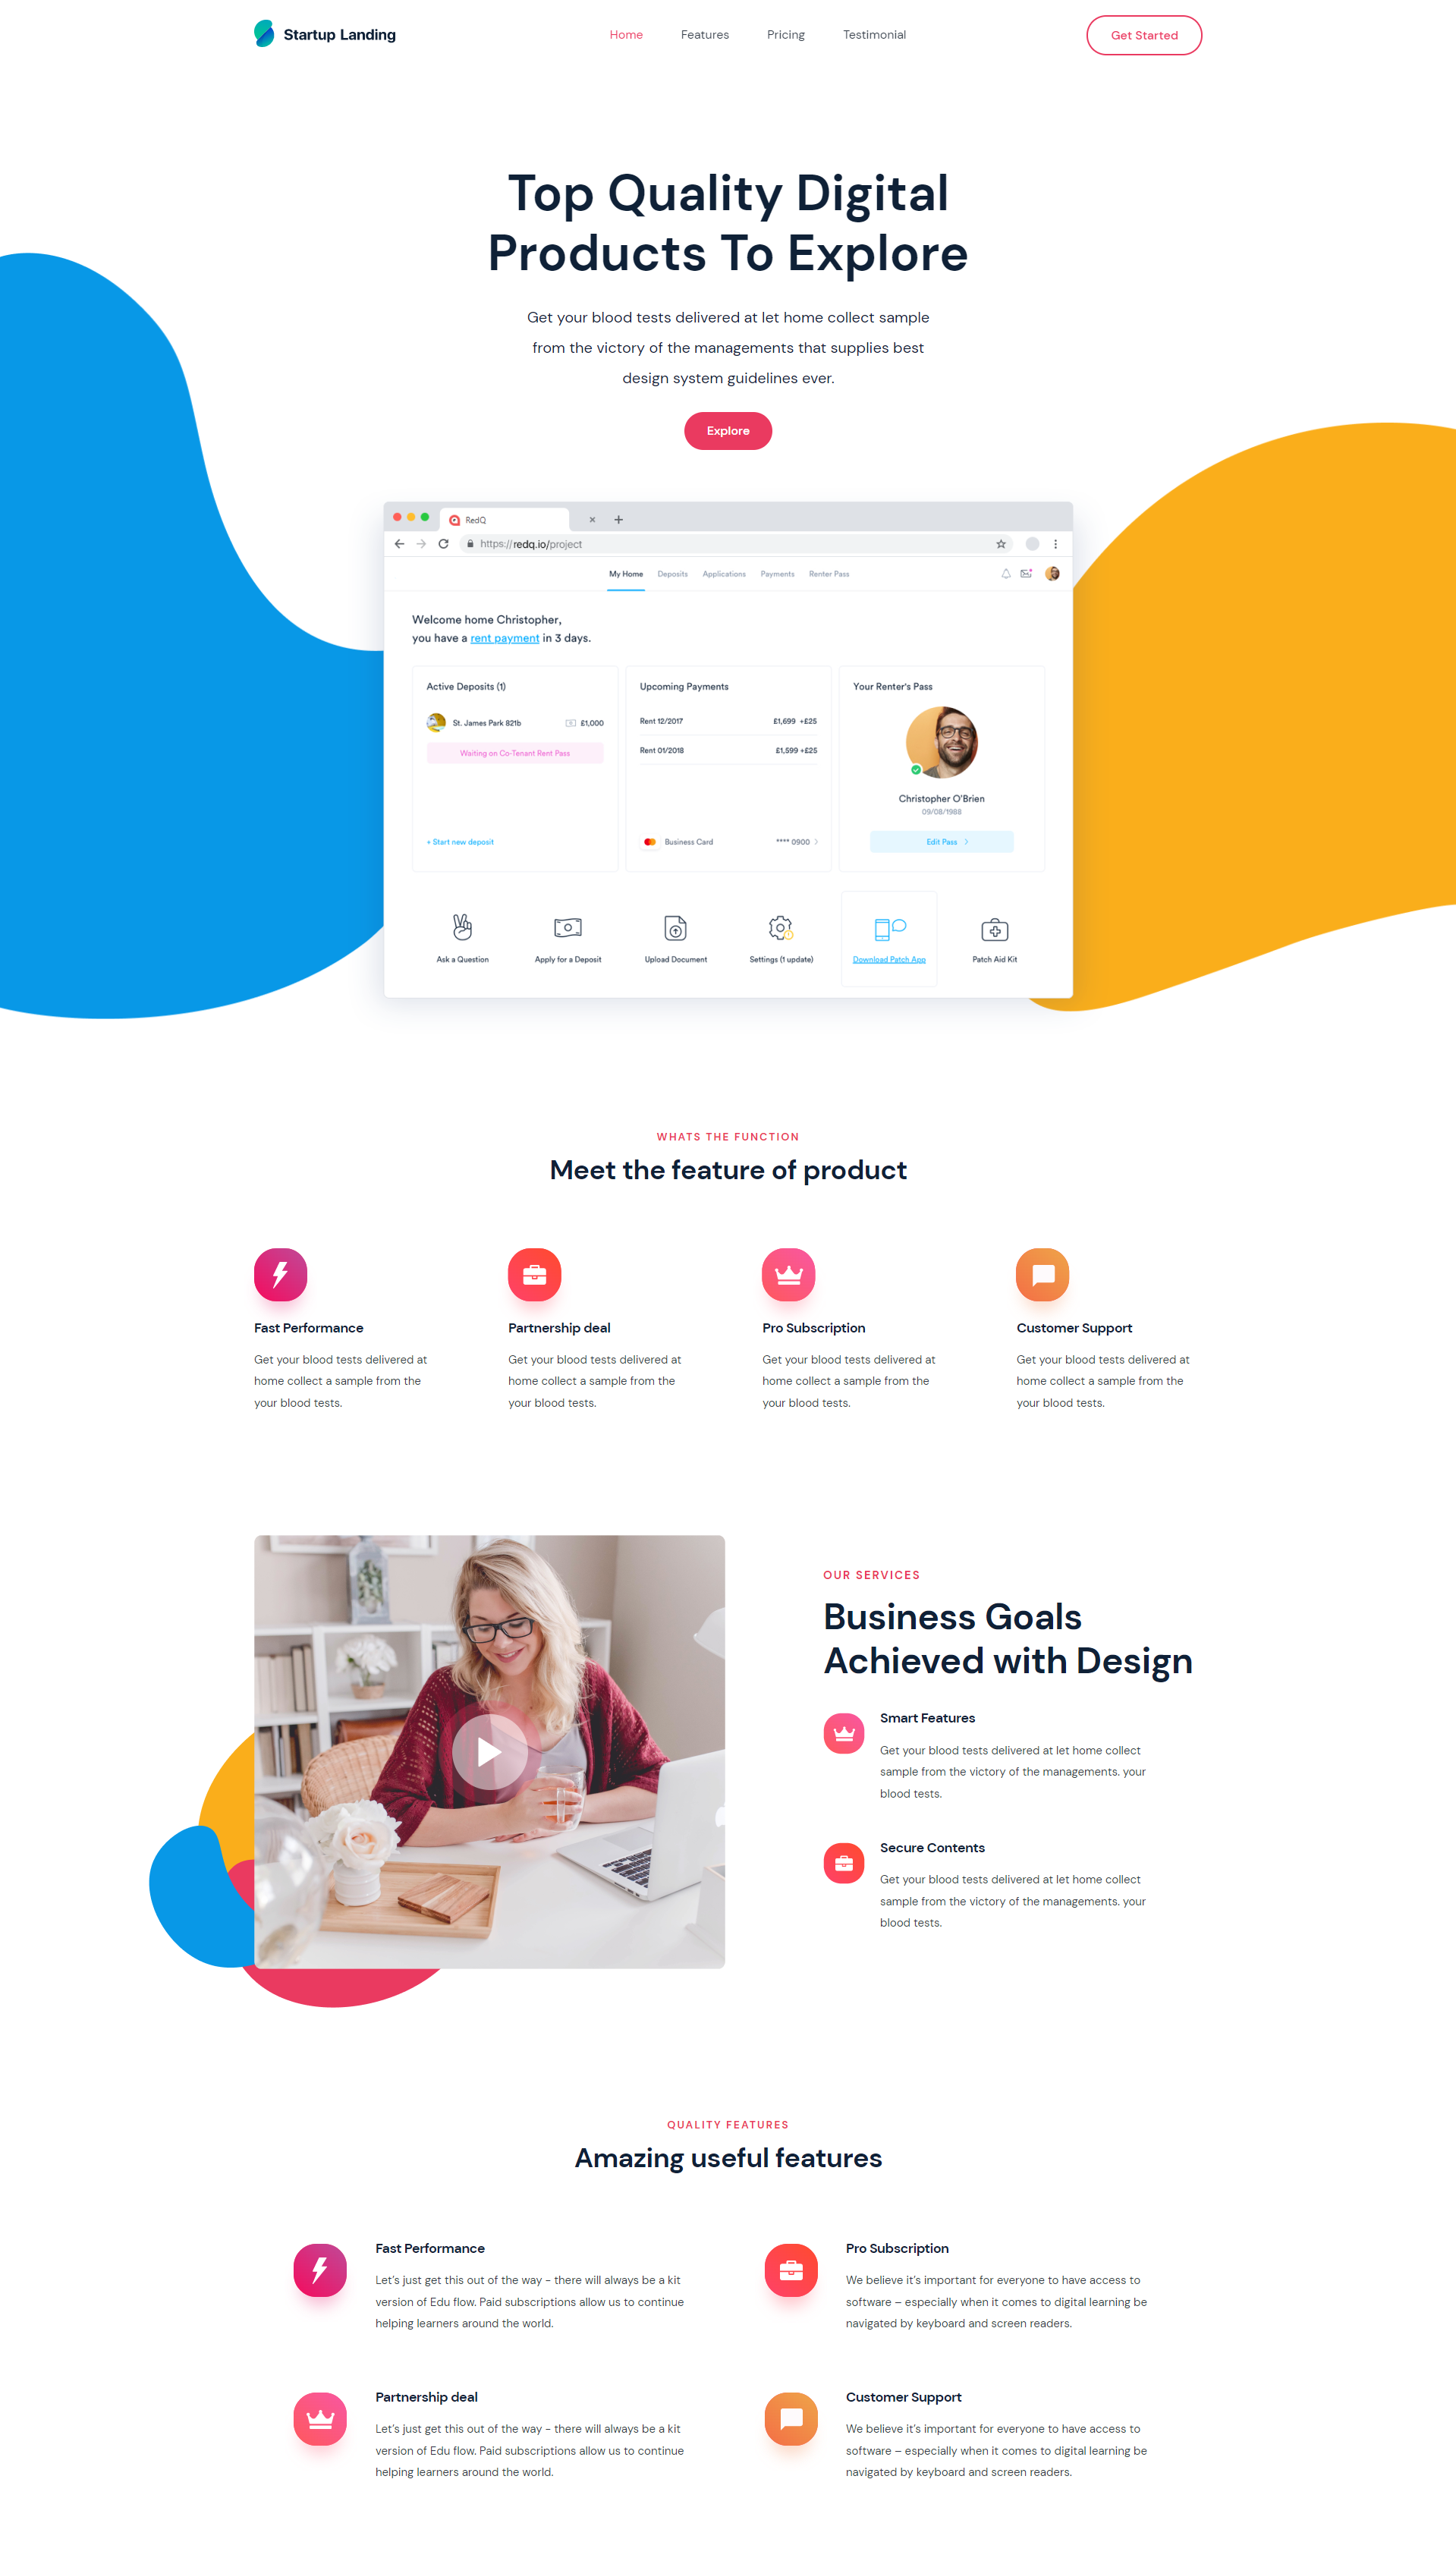 Startup Landing
Home
Features
Pricing
Testimonial
Get Started
Top Quality Digital
Products To Explore
Get your blood tests delivered at let home collect sample
from the victory of the managements that supplies best
design system guidelines ever.
Explore
RedQ
https://redq.io/project
My Home
Deposits
Applications
Payments
Renter Pass
Welcome home Christopher,
you have a rent payment in 3 days.
Active Deposits (1)
St. James Park 821b
£1,000
Waiting on Co-Tenant Rent Pass
+ Start new deposit
Upcoming Payments
Rent 12/2017
£1,699 +£25
Rent 01/2018
£1,599 +£25
Business Card
**** 0900
Your Renter's Pass
Christopher O'Brien
09/08/1988
Edit Pass
Ask a Question
Apply for a Deposit
Upload Document
Settings (1 update)
Download Patch App
Patch Aid Kit
WHATS THE FUNCTION
Meet the feature of product
Fast Performance
Get your blood tests delivered at
home collect a sample from the
your blood tests.
Partnership deal
Get your blood tests delivered at
home collect a sample from the
your blood tests.
Pro Subscription
Get your blood tests delivered at
home collect a sample from the
your blood tests.
Customer Support
Get your blood tests delivered at
home collect a sample from the
your blood tests.
OUR SERVICES
Business Goals
Achieved with Design
Smart Features
Get your blood tests delivered at let home collect
sample from the victory of the managements. your
blood tests.
Secure Contents
Get your blood tests delivered at let home collect
sample from the victory of the managements. your
blood tests.
QUALITY FEATURES
Amazing useful features
Fast Performance
Let's just get this out of the way - there will always be a kit
version of Edu flow. Paid subscriptions allow us to continue
helping learners around the world.
Pro Subscription
We believe it's important for everyone to have access to
software – especially when it comes to digital learning be
navigated by keyboard and screen readers.
Partnership deal
Let's just get this out of the way - there will always be a kit
version of Edu flow. Paid subscriptions allow us to continue
helping learners around the world.
Customer Support
We believe it's important for everyone to have access to
software – especially when it comes to digital learning be
navigated by keyboard and screen readers.